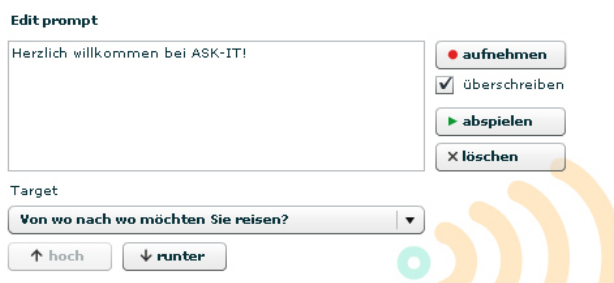 Edit prompt
Herzlich willkommen bei ASK-IT!
aufnehmen
überschreiben
abspielen
löschen
Target
Von wo nach wo möchten Sie reisen?
hoch
runter